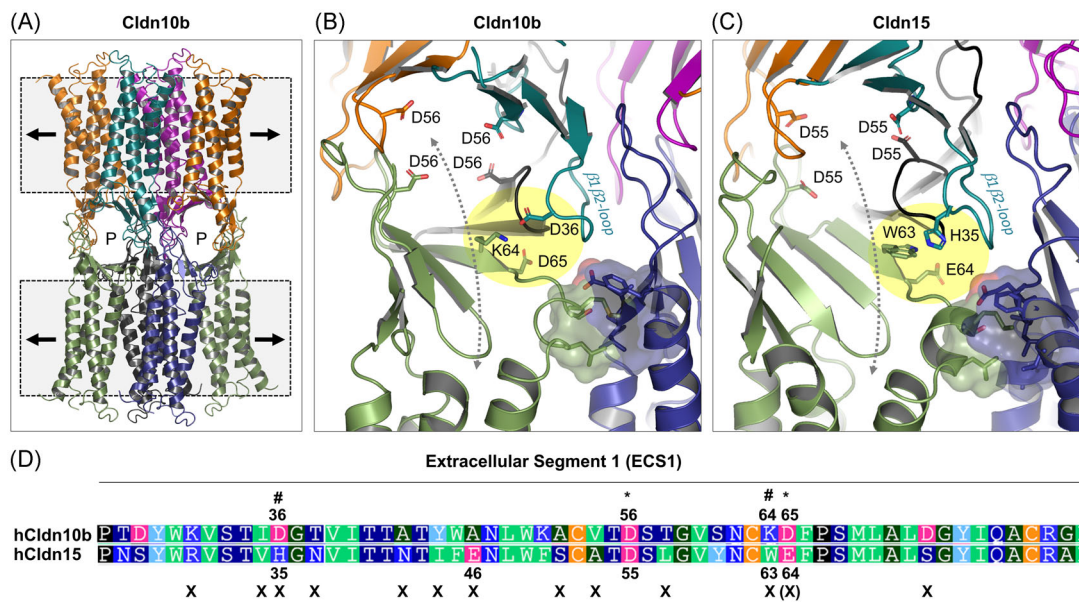 (A)
Cldn10b
P
P
(B)
Cldn10b
D56
D56
D56
D56
β1β2-loop
D36
K64
D65
(C)
Cldn15
D55
D55
D55
D55
β1β2-loop
W63
H35
E64
(D)
Extracellular Segment 1 (ECS1)
# * # *
36 56 64 65
hCldn10b PTDYWKVSTIDGTVITTATYWANLWKACVTDSTGVSNCKDFPSMLALDGYIQACRG
hCldn15 PNSYWRVSTVHGNVITTNTIFENLWFSCATDSLGVYNCWEFPSMLALSGYIQACRA
35 46 55 63 64
X X X X X X X X X X X (X) X